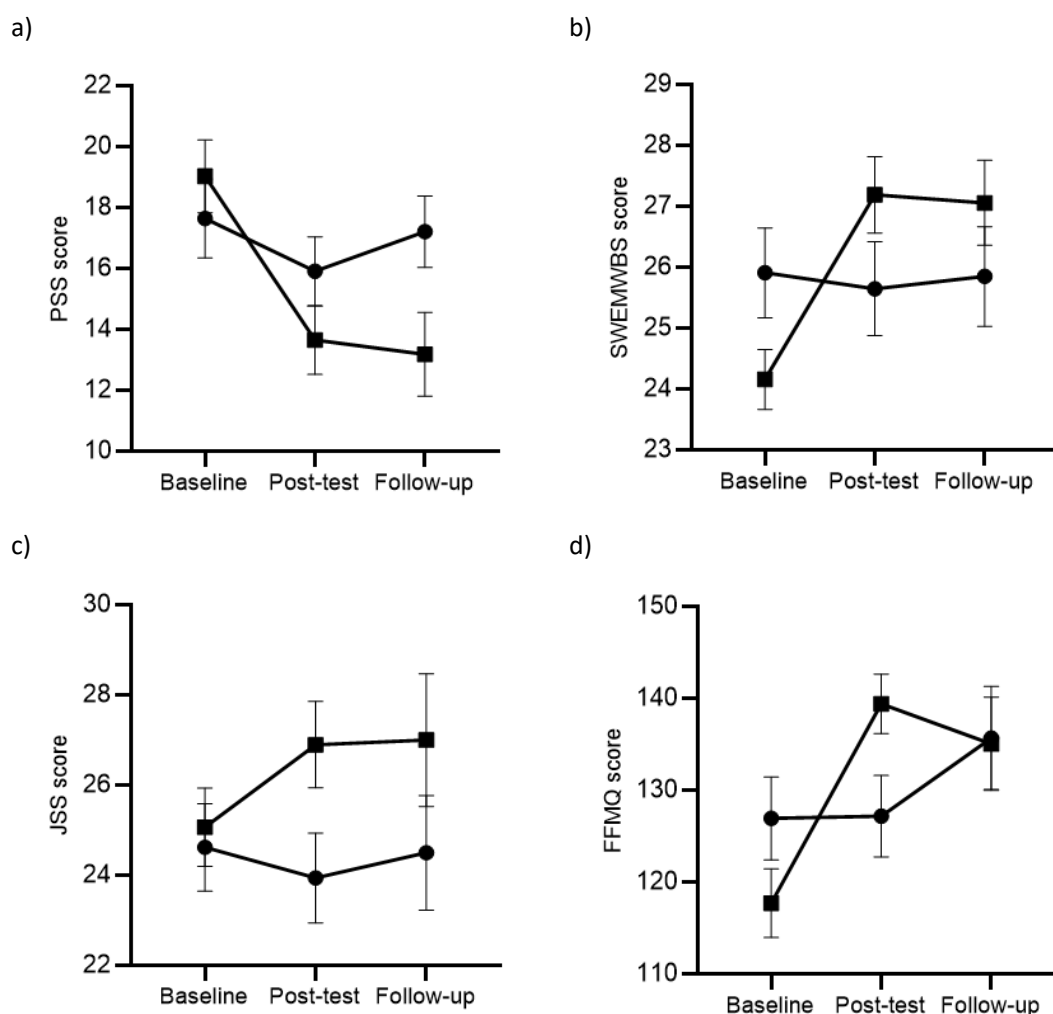 a)
PSS score
22
20
18
16
14
12
10
Baseline Post-test Follow-up
b)
SWEMWBS score
29
28
27
26
25
24
23
Baseline Post-test Follow-up
c)
JSS score
30
28
26
24
22
Baseline Post-test Follow-up
d)
FFMQ score
150
140
130
120
110
Baseline Post-test Follow-up